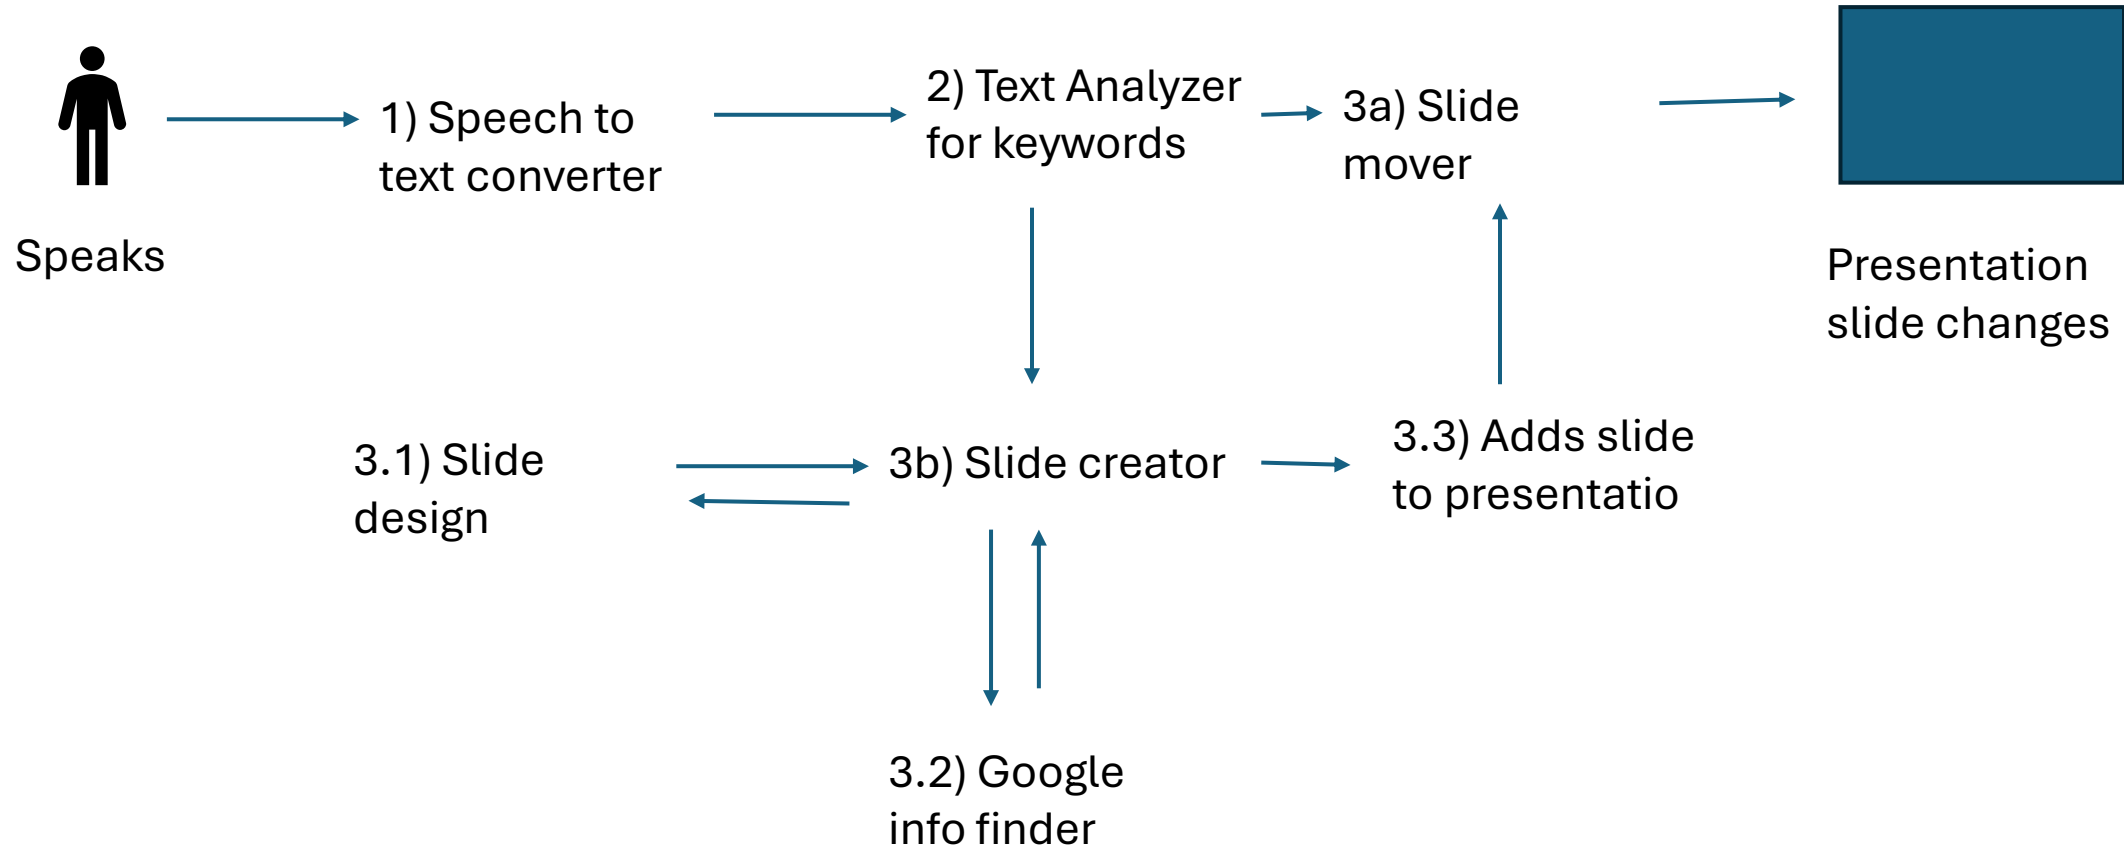 Speaks
1) Speech to
text converter
2) Text Analyzer
for keywords
3a) Slide
mover
Presentation
slide changes
3.1) Slide
design
3b) Slide creator
3.3) Adds slide
to presentatio
3.2) Google
info finder